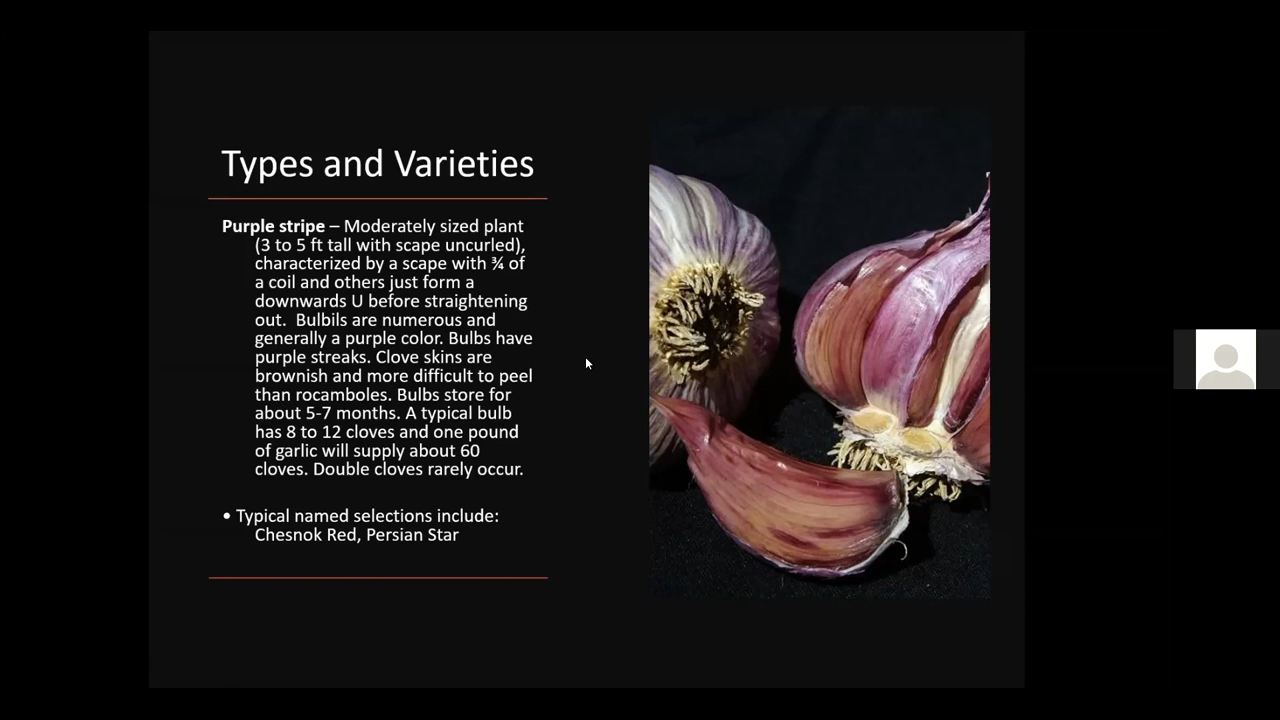 Types and Varieties
Purple stripe – Moderately sized plant
(3 to 5 ft tall with scape uncurled),
characterized by a scape with ¾ of
a coil and others just form a
downwards U before straightening
out.  Bulbils are numerous and
generally a purple color. Bulbs have
purple streaks. Clove skins are
brownish and more difficult to peel
than rocamboles. Bulbs store for
about 5-7 months. A typical bulb
has 8 to 12 cloves and one pound
of garlic will supply about 60
cloves. Double cloves rarely occur.
• Typical named selections include:
Chesnok Red, Persian Star